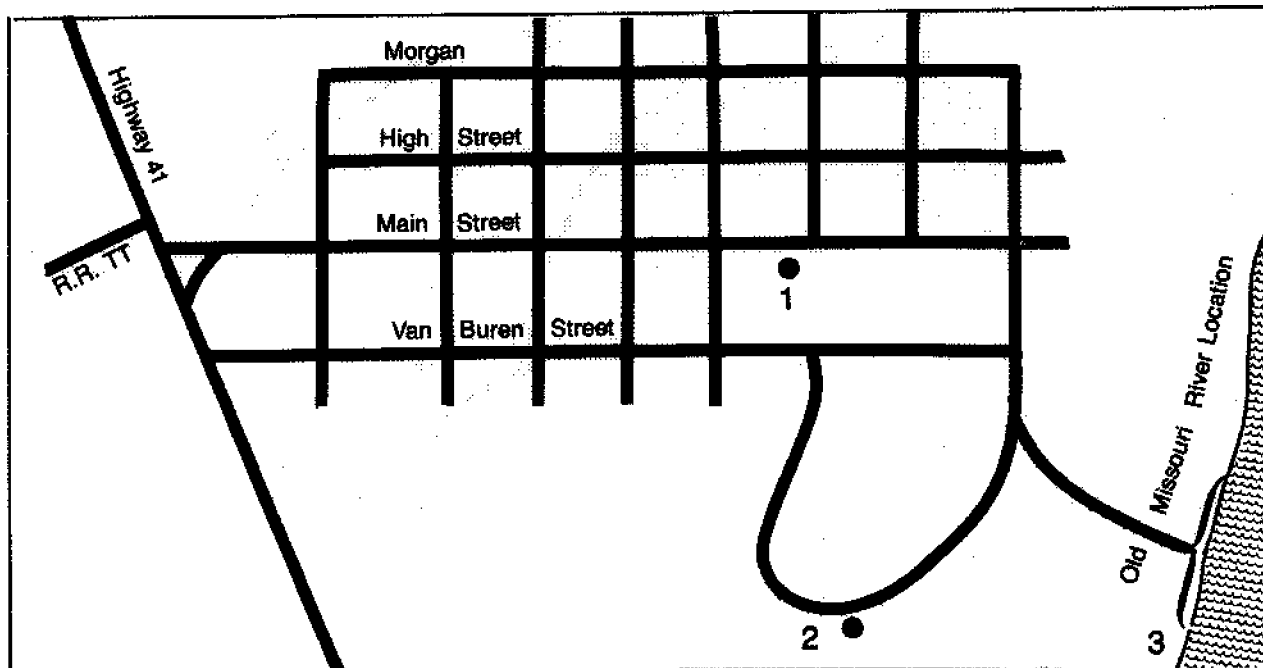 Morgan
Highway 41
High Street
Main Street
R.R. TT
1
Van Buren Street
Old Missouri River Location
2
3